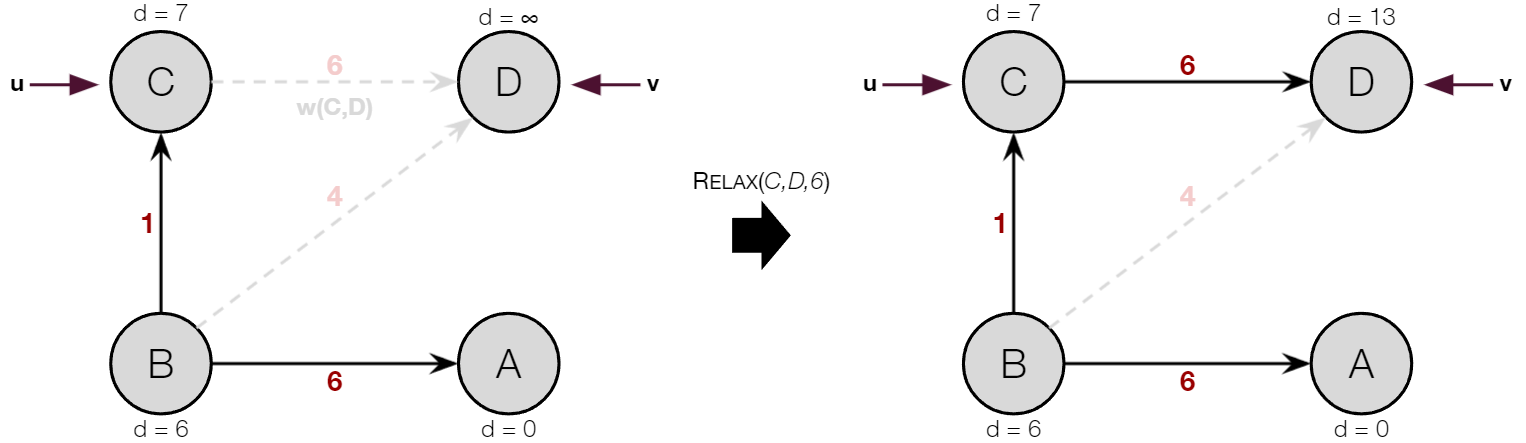 d = 7
d = ∞
u
C
6
w(C,D)
D
v
4
1
B
6
A
d = 6
d = 0
RELAX(C,D,6)
d = 7
d = 13
u
C
6
D
v
4
1
B
6
A
d = 6
d = 0